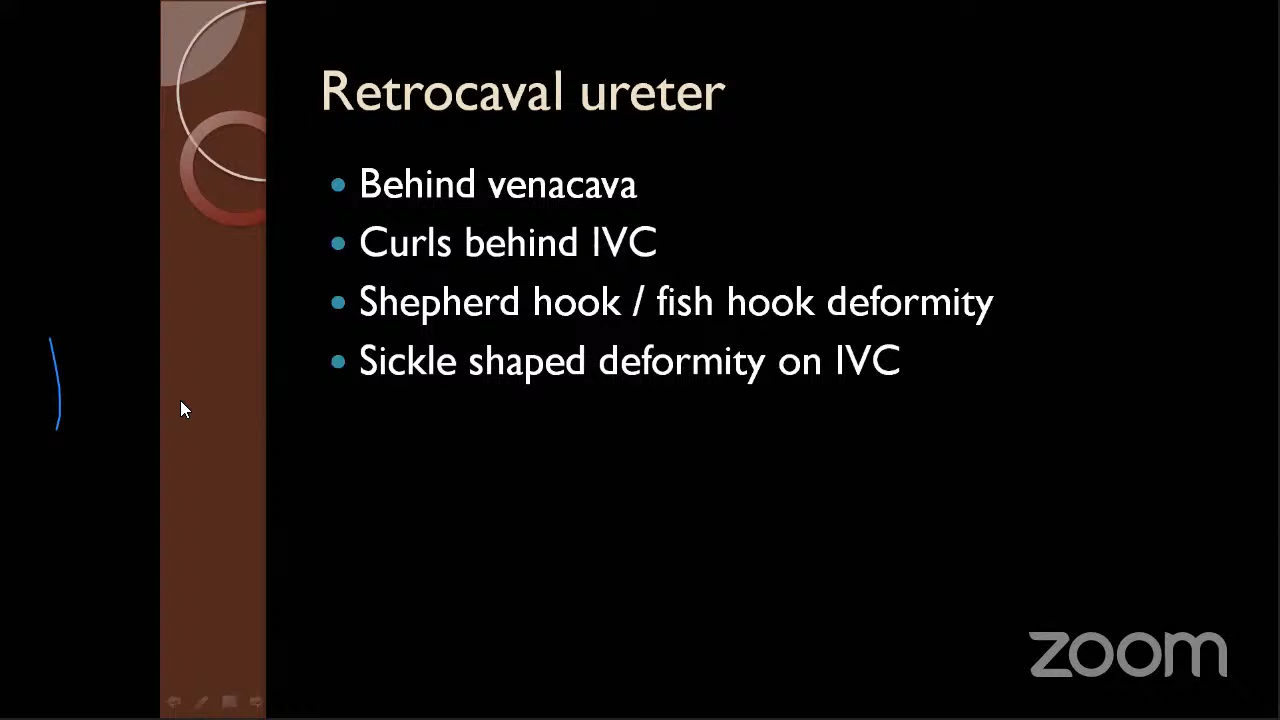 Retrocaval ureter
Behind venacava
Curls behind IVC
Shepherd hook / fish hook deformity
Sickle shaped deformity on IVC
zoom